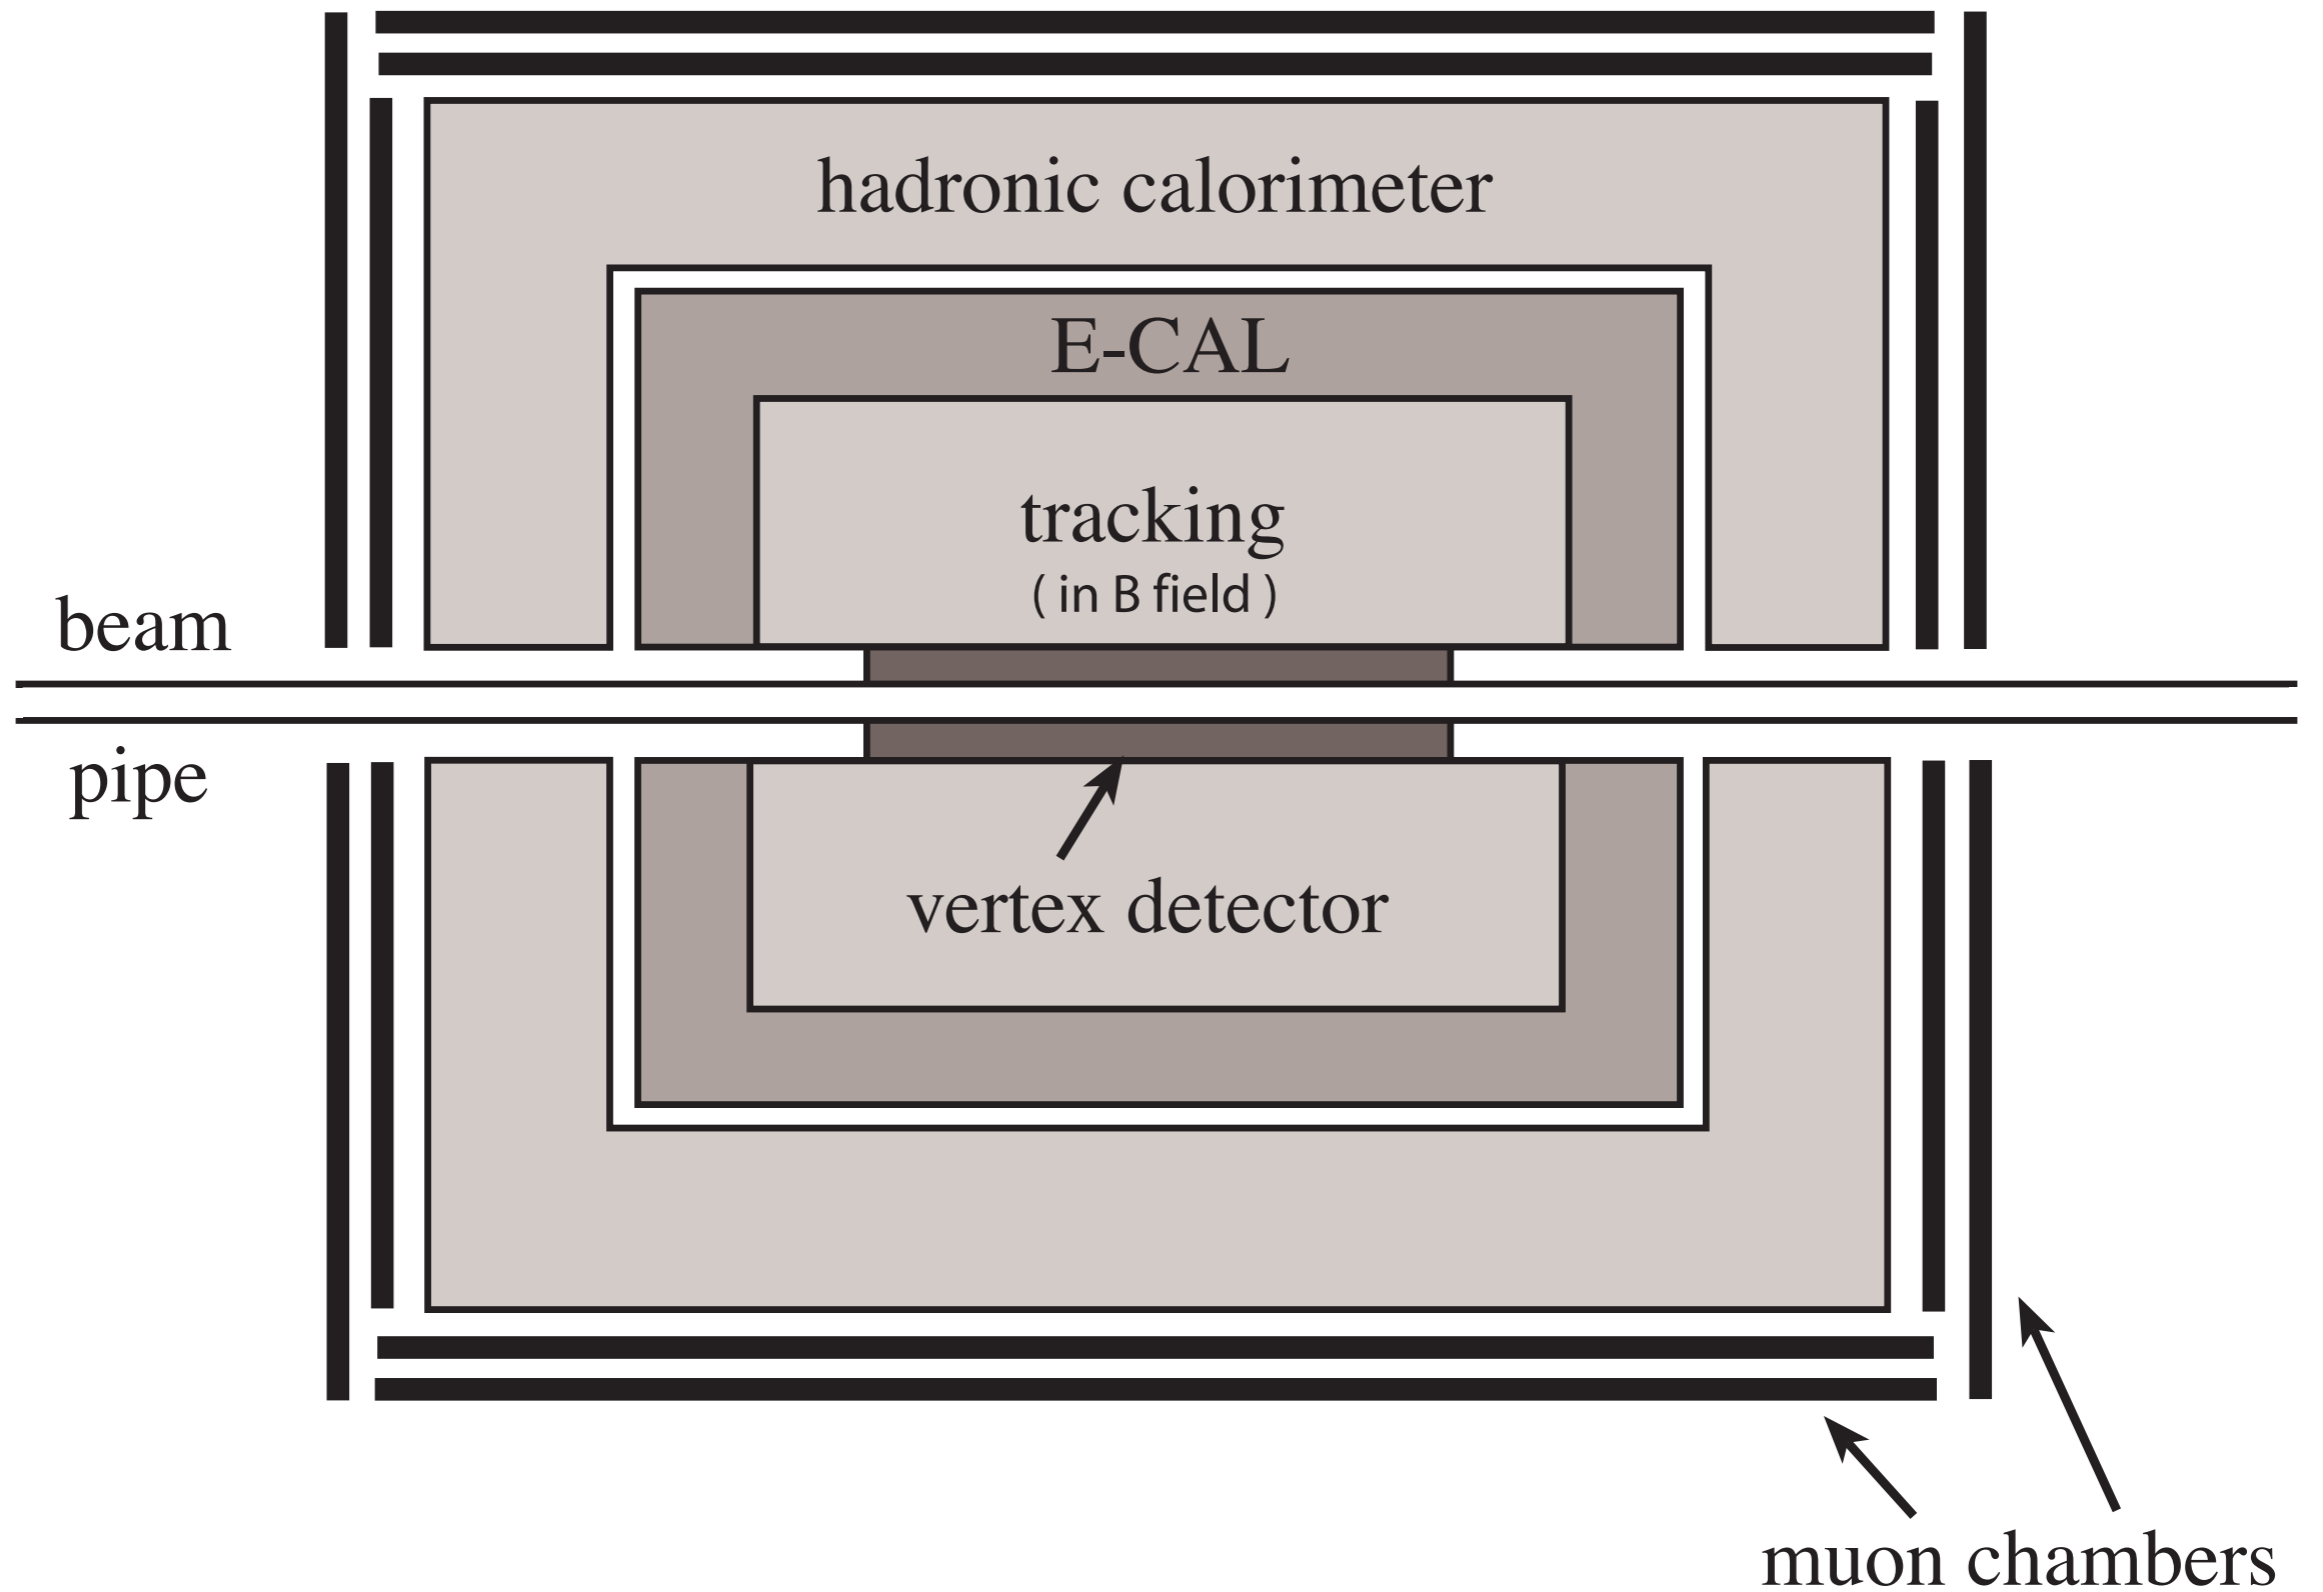 hadronic calorimeter
E-CAL
tracking
( in B field )
beam
pipe
vertex detector
muon chambers